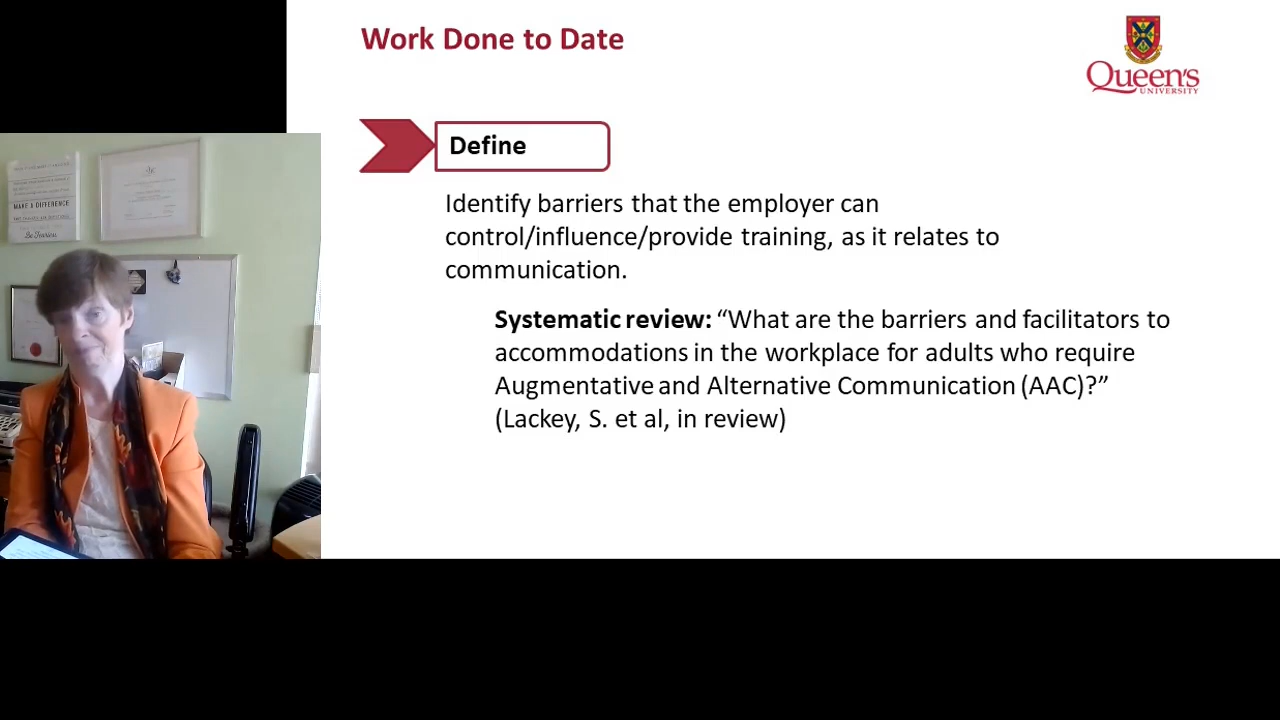 Work Done to Date
Queen's
UNIVERSITY
Define
Identify barriers that the employer can
control/influence/provide training, as it relates to
communication.
Systematic review: “What are the barriers and facilitators to
accommodations in the workplace for adults who require
Augmentative and Alternative Communication (AAC)?”
(Lackey, S. et al, in review)
MAKE A DIFFERENCE